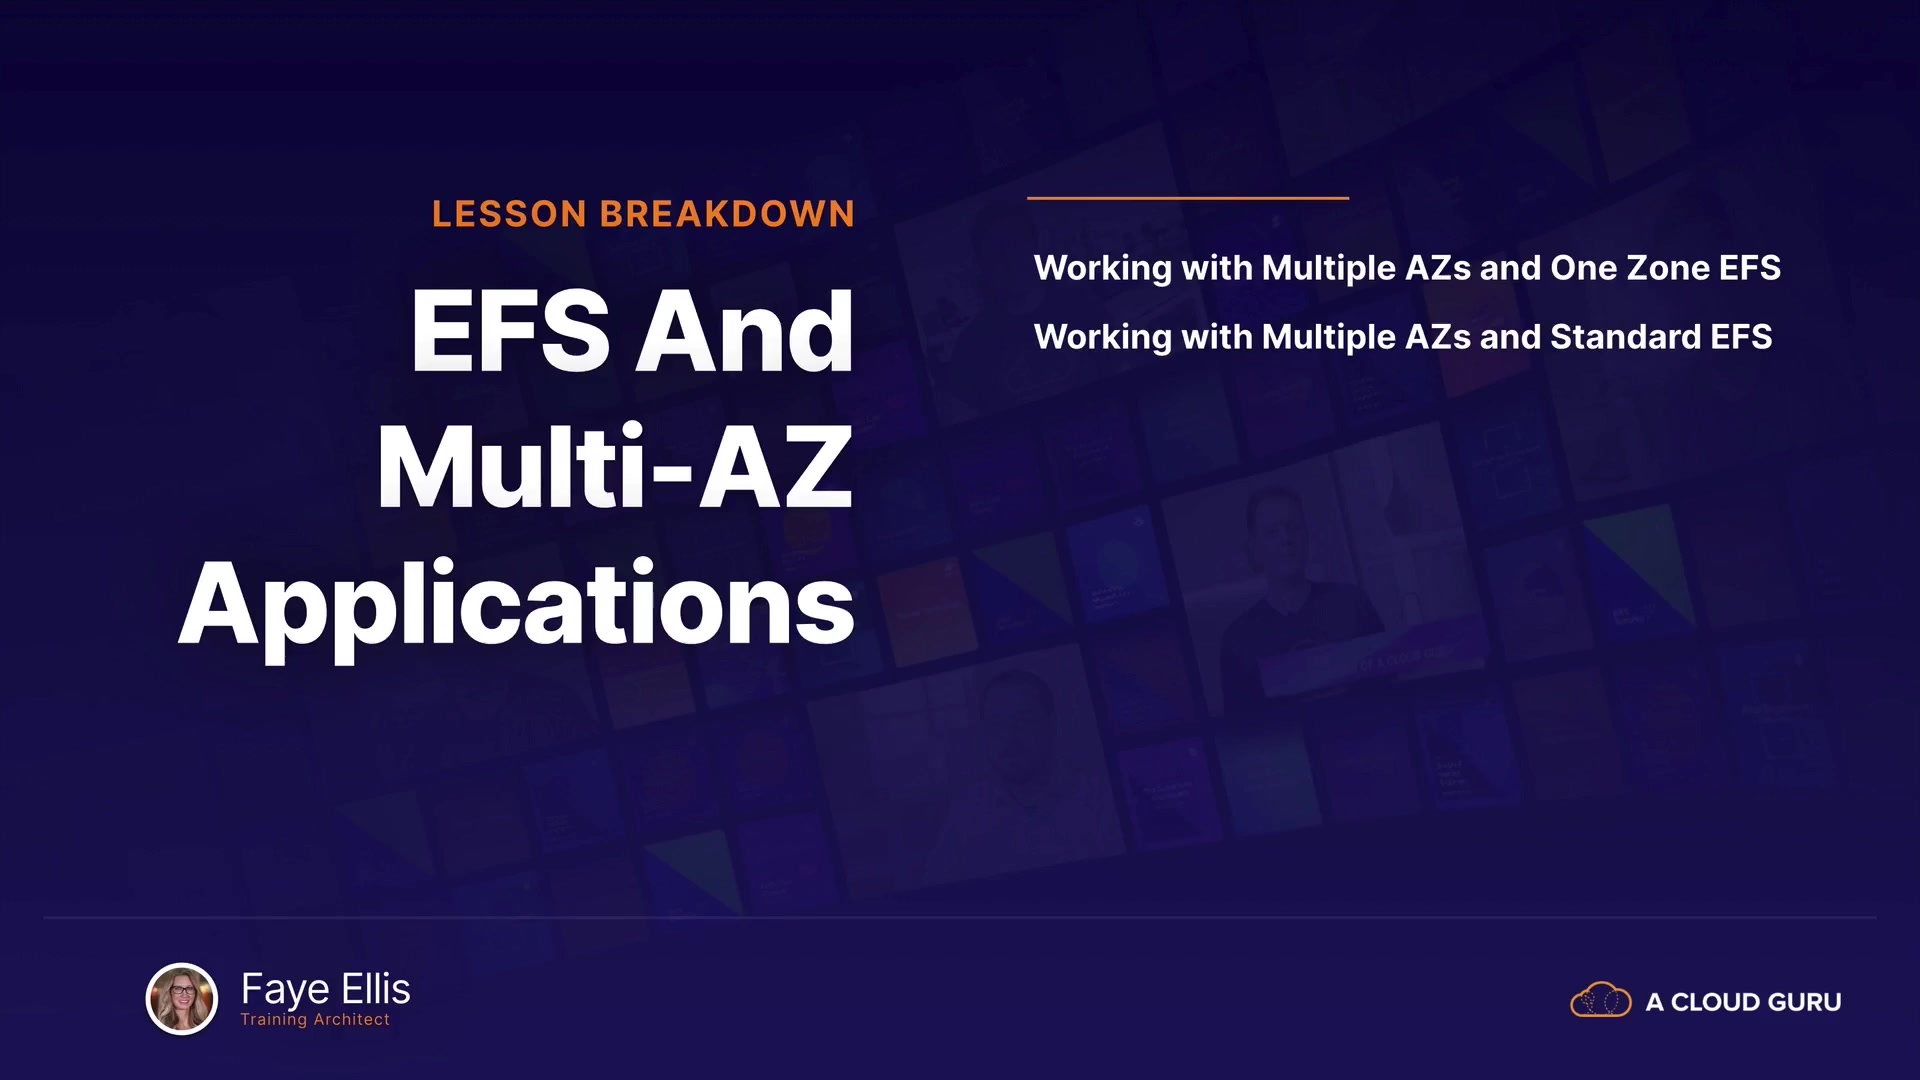 LESSON BREAKDOWN
EFS And
Multi-AZ
Applications
Working with Multiple AZs and One Zone EFS
Working with Multiple AZs and Standard EFS
Faye Ellis
Training Architect
A CLOUD GURU